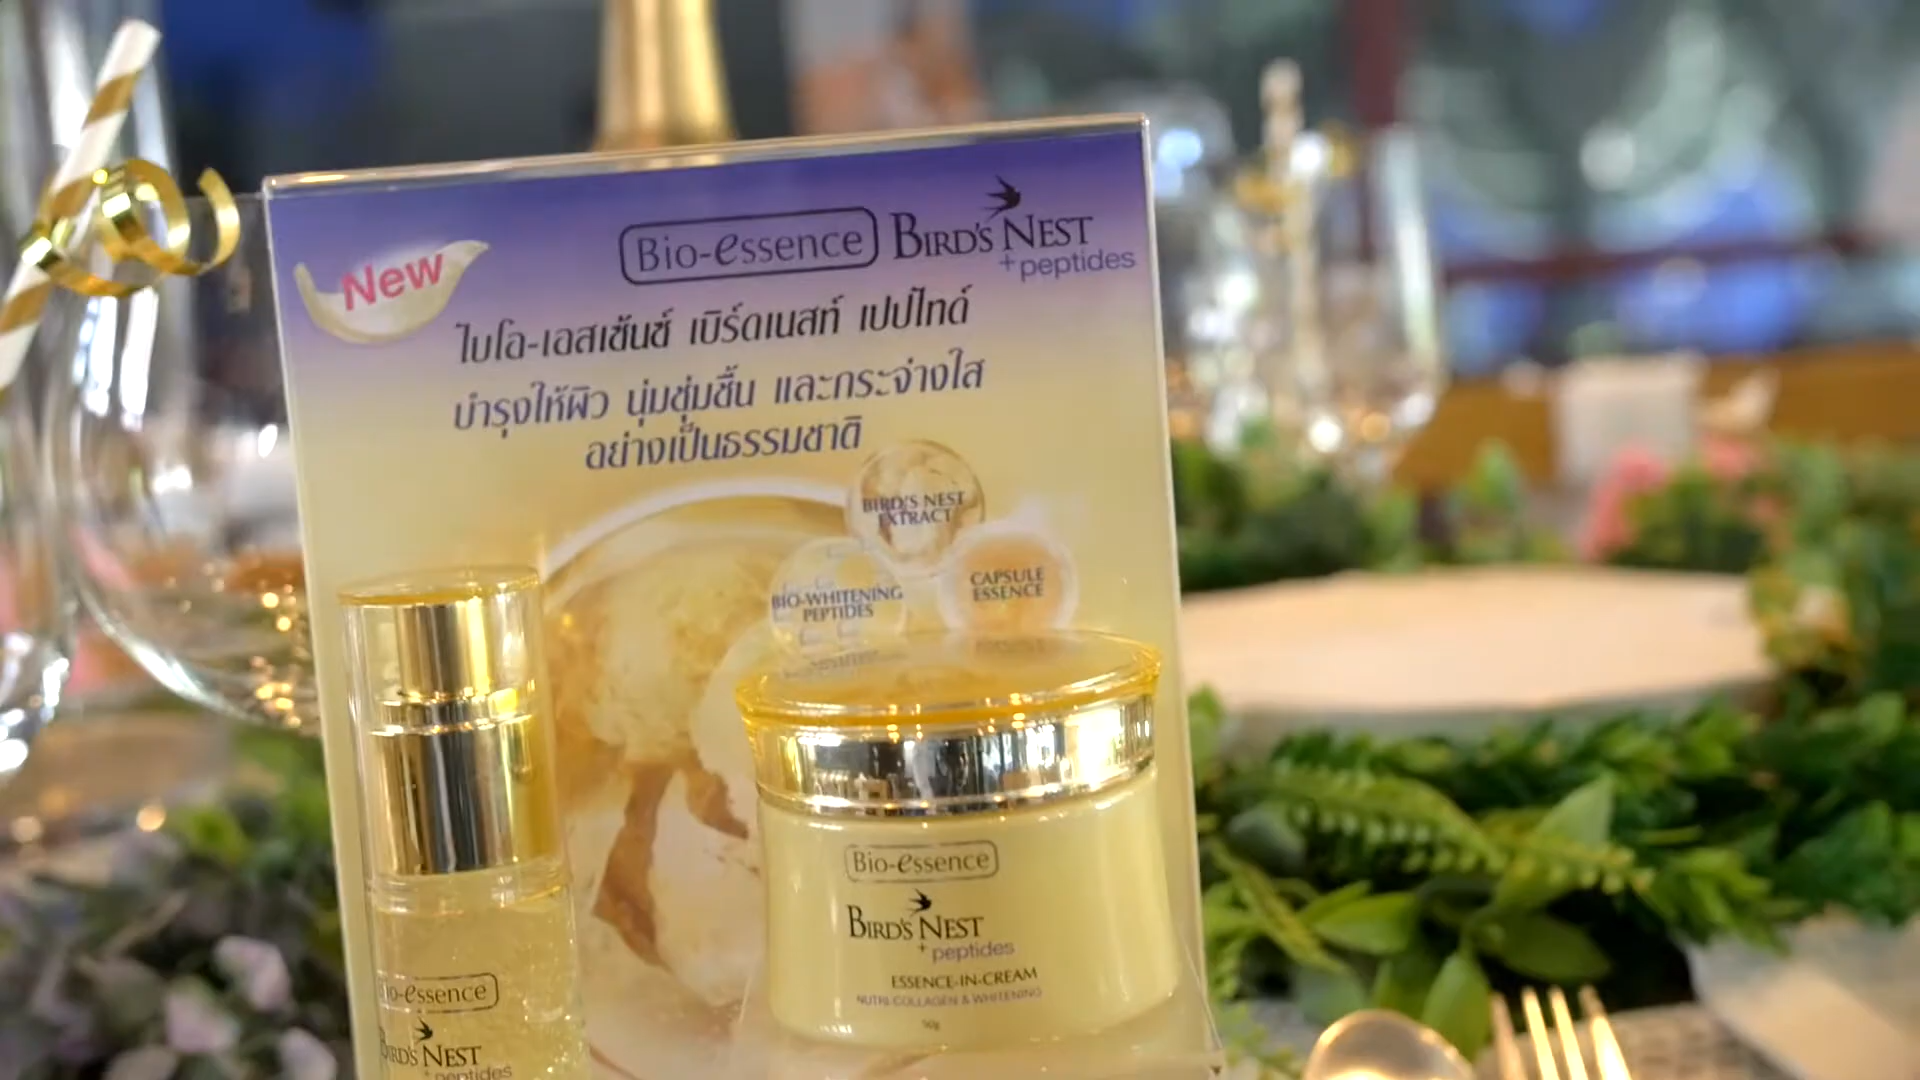 New
Bio-essence BIRD'S NEST
+peptides
ไบโอ-เอสเซ้นซ์ เบิร์ดเนสท์ เปปไทด์
บำรุงให้ผิว นุ่มชุ่มชื้น และกระจ่างใส
อย่างเป็นธรรมชาติ
BIRD'S NEST
EXTRACT
BIO-WHITENING
PEPTIDES
CAPSULE
ESSENCE
Bio-essence
BIRD'S NEST
+peptides
ESSENCE-IN-CREAM
NUTRI COLLAGEN & WHITENING
50g
Bio-essence
BIRD'S NEST
+peptides